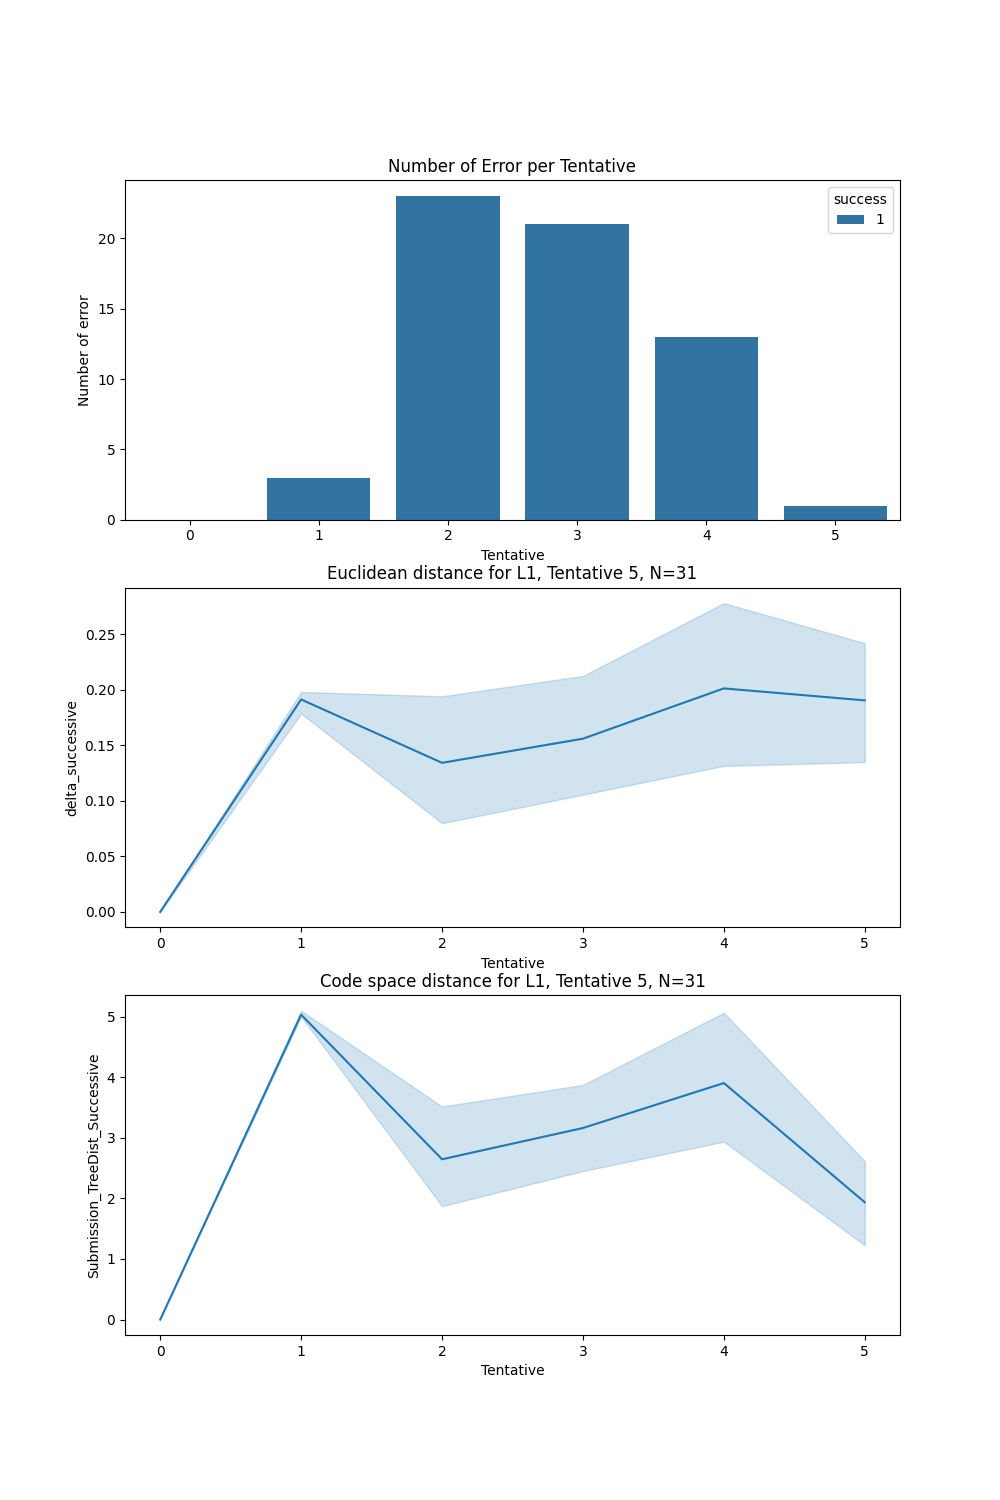 Number of Error per Tentative
success
1
20
15
10
5
0
Number of error
0 1 2 3 4 5
Tentative
Euclidean distance for L1, Tentative 5, N=31
0.25
0.20
0.15
0.10
0.05
0.00
delta_successive
0 1 2 3 4 5
Tentative
Code space distance for L1, Tentative 5, N=31
5
4
3
2
1
0
Submission_TreeDist_Successive
0 1 2 3 4 5
Tentative